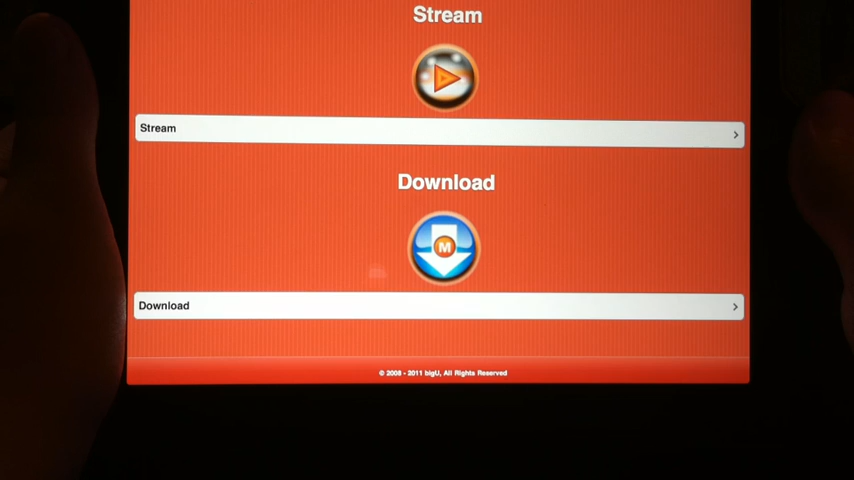 Stream
Stream
Download
M
Download
© 2008 - 2011 bigU, All Rights Reserved